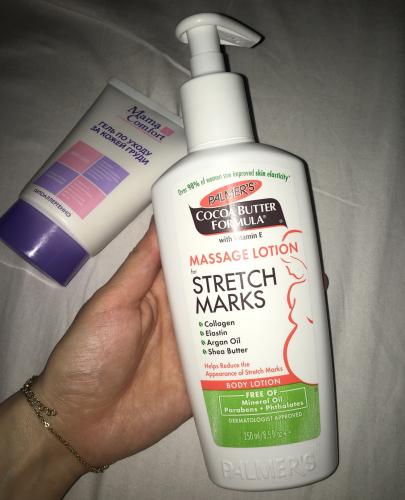 Mama
Comfort
ГЕЛЬ ПО УХОДУ
ЗА КОЖЕЙ ГРУДИ
ГИПОАЛЛЕРГЕННО
Over 98% of women saw improved skin elasticity*
PALMER'S
COCOA BUTTER
FORMULA®
with Vitamin E
MASSAGE LOTION
for
STRETCH
MARKS
Collagen
Elastin
Argan Oil
Shea Butter
Helps Reduce the
Appearance of Stretch Marks
BODY LOTION
FREE OF
Mineral Oil
Parabens • Phthalates
DERMATOLOGIST APPROVED
250 ml/8.5 fl oz e
PALMER'S